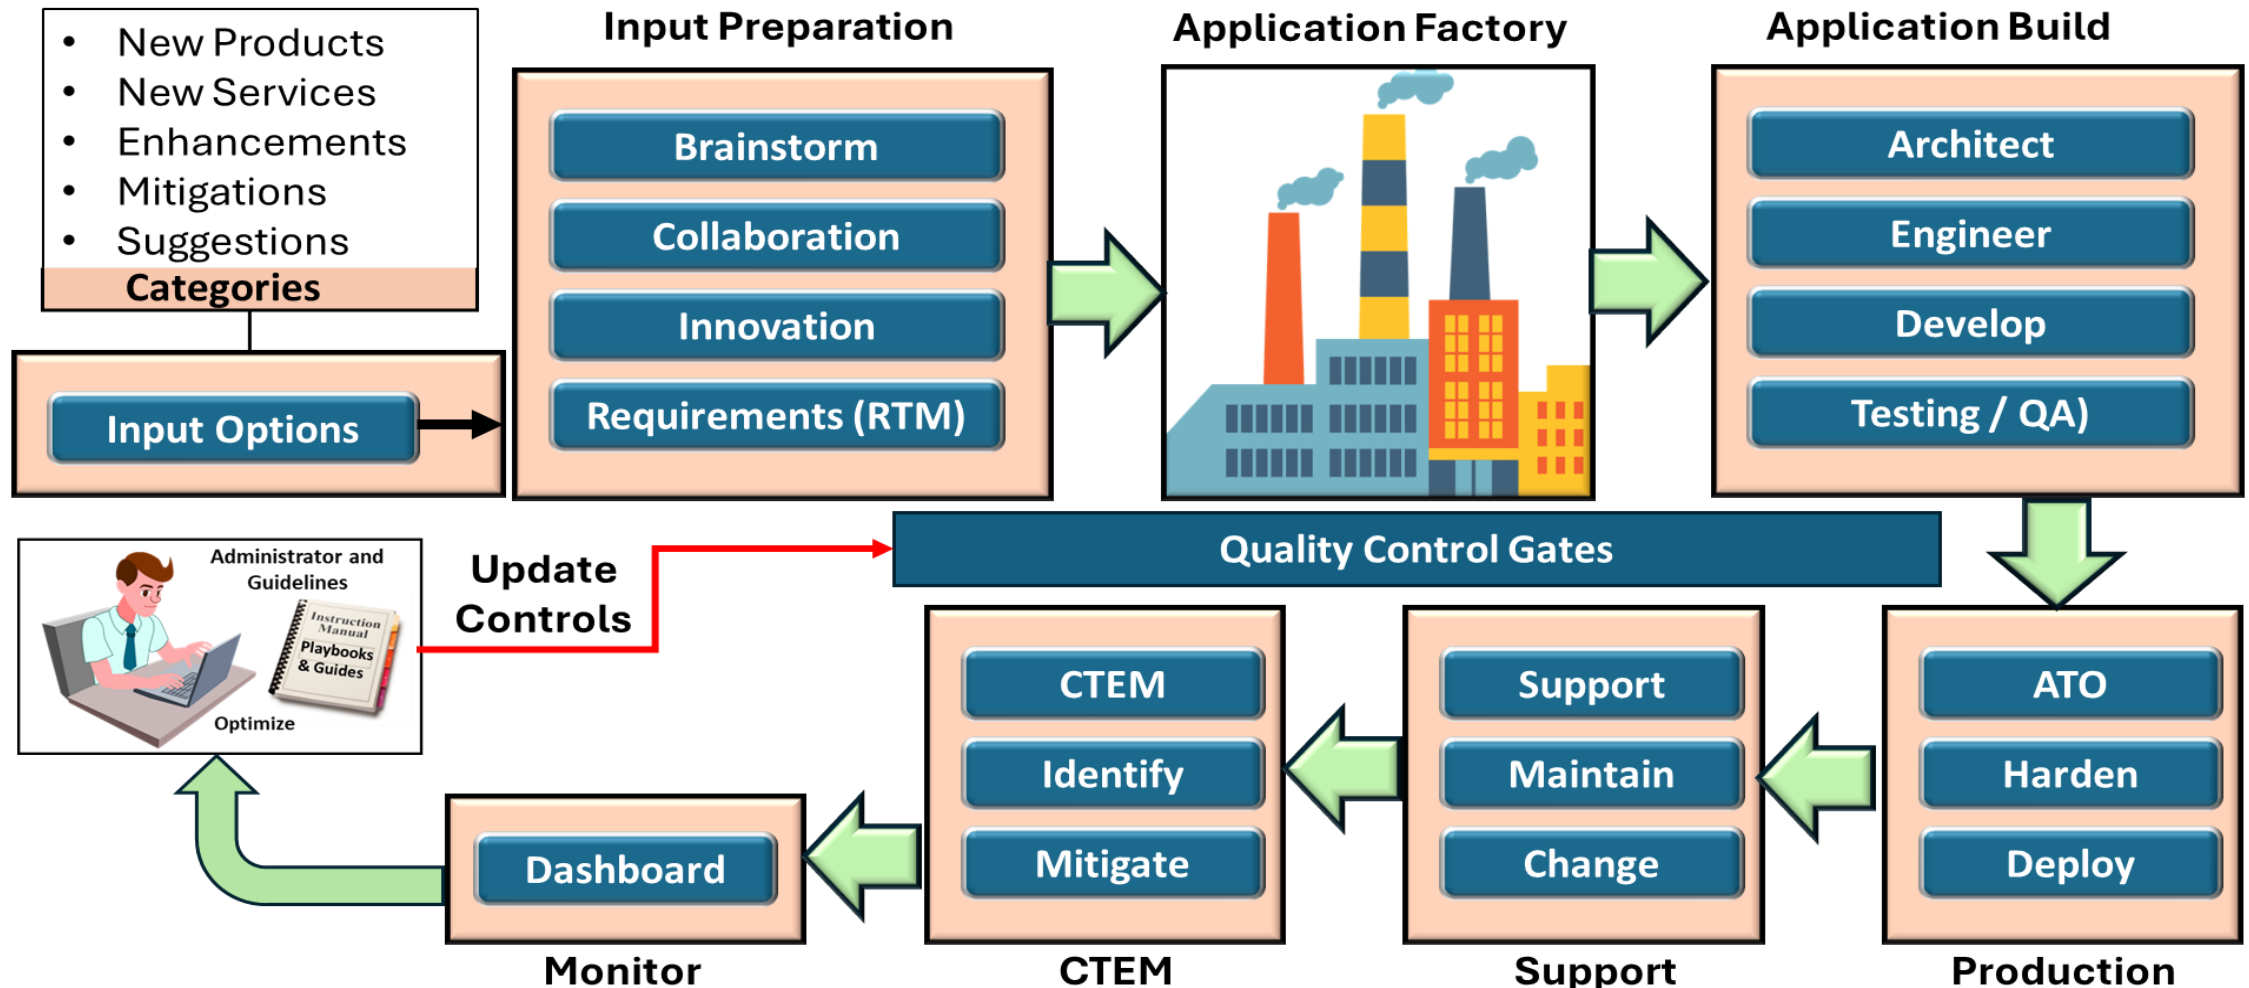 • New Products
• New Services
• Enhancements
• Mitigations
• Suggestions
Categories
Input Options
Input Preparation
Brainstorm
Collaboration
Innovation
Requirements (RTM)
Application Factory
Application Build
Architect
Engineer
Develop
Testing / QA)
Quality Control Gates
Administrator and
Guidelines
Instruction
Manual
Playbooks
& Guides
Optimize
Update
Controls
ATO
Harden
Deploy
Production
Support
Maintain
Change
Support
CTEM
Identify
Mitigate
CTEM
Dashboard
Monitor